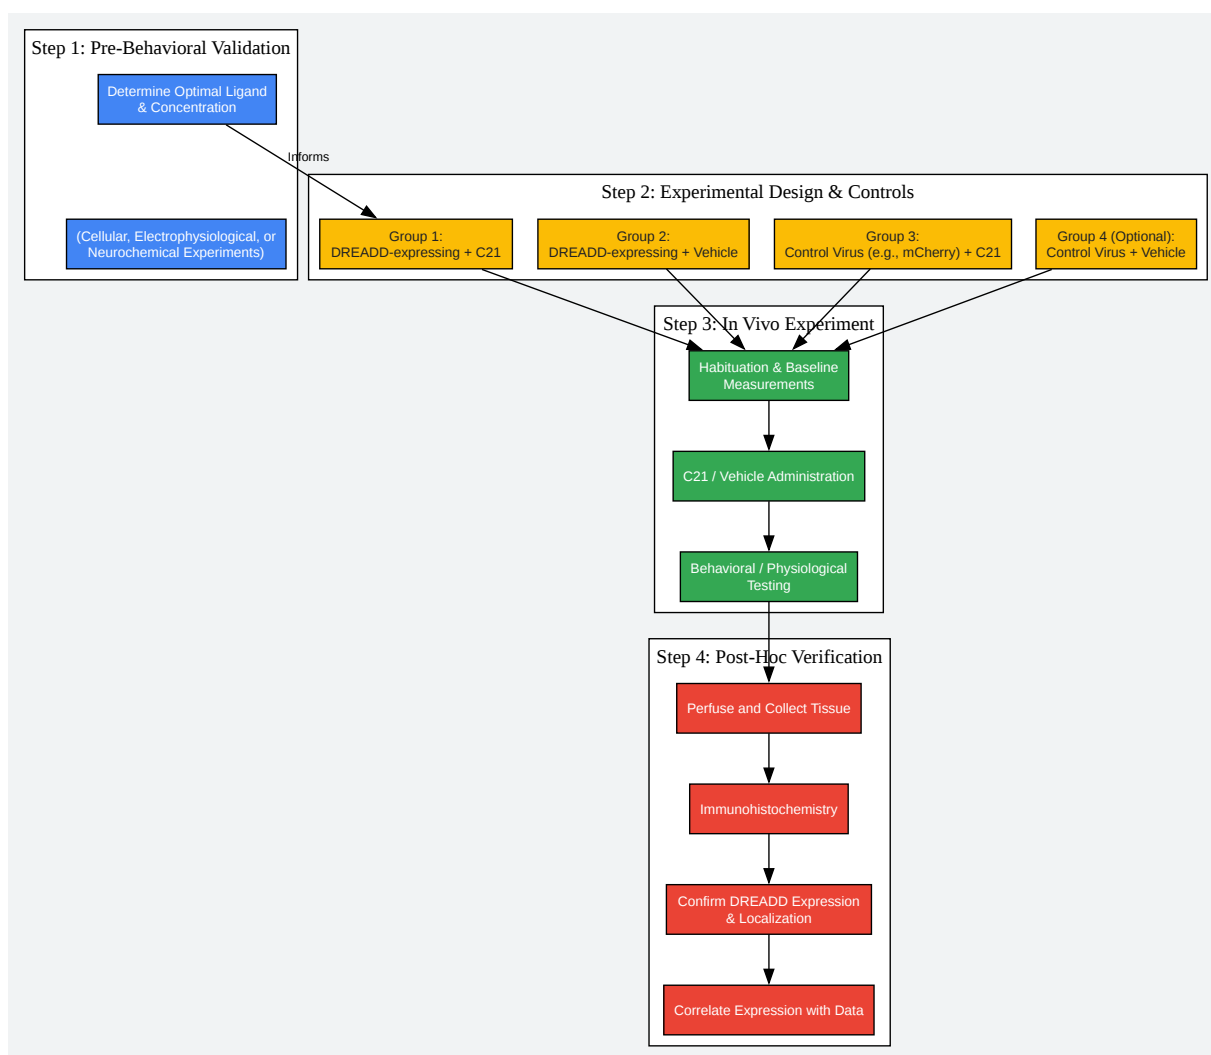 Step 1: Pre-Behavioral Validation
Determine Optimal Ligand
& Concentration
Informs
(Cellular, Electrophysiological, or
Neurochemical Experiments)
Step 2: Experimental Design & Controls
Group 1:
DREADD-expressing + C21
Group 2:
DREADD-expressing + Vehicle
Group 3:
Control Virus (e.g., mCherry) + C21
Group 4 (Optional):
Control Virus + Vehicle
Step 3: In Vivo Experiment
Habituation & Baseline
Measurements
C21 / Vehicle Administration
Behavioral / Physiological
Testing
Step 4: Post-Hoc Verification
Perfuse and Collect Tissue
Immunohistochemistry
Confirm DREADD Expression
& Localization
Correlate Expression with Data